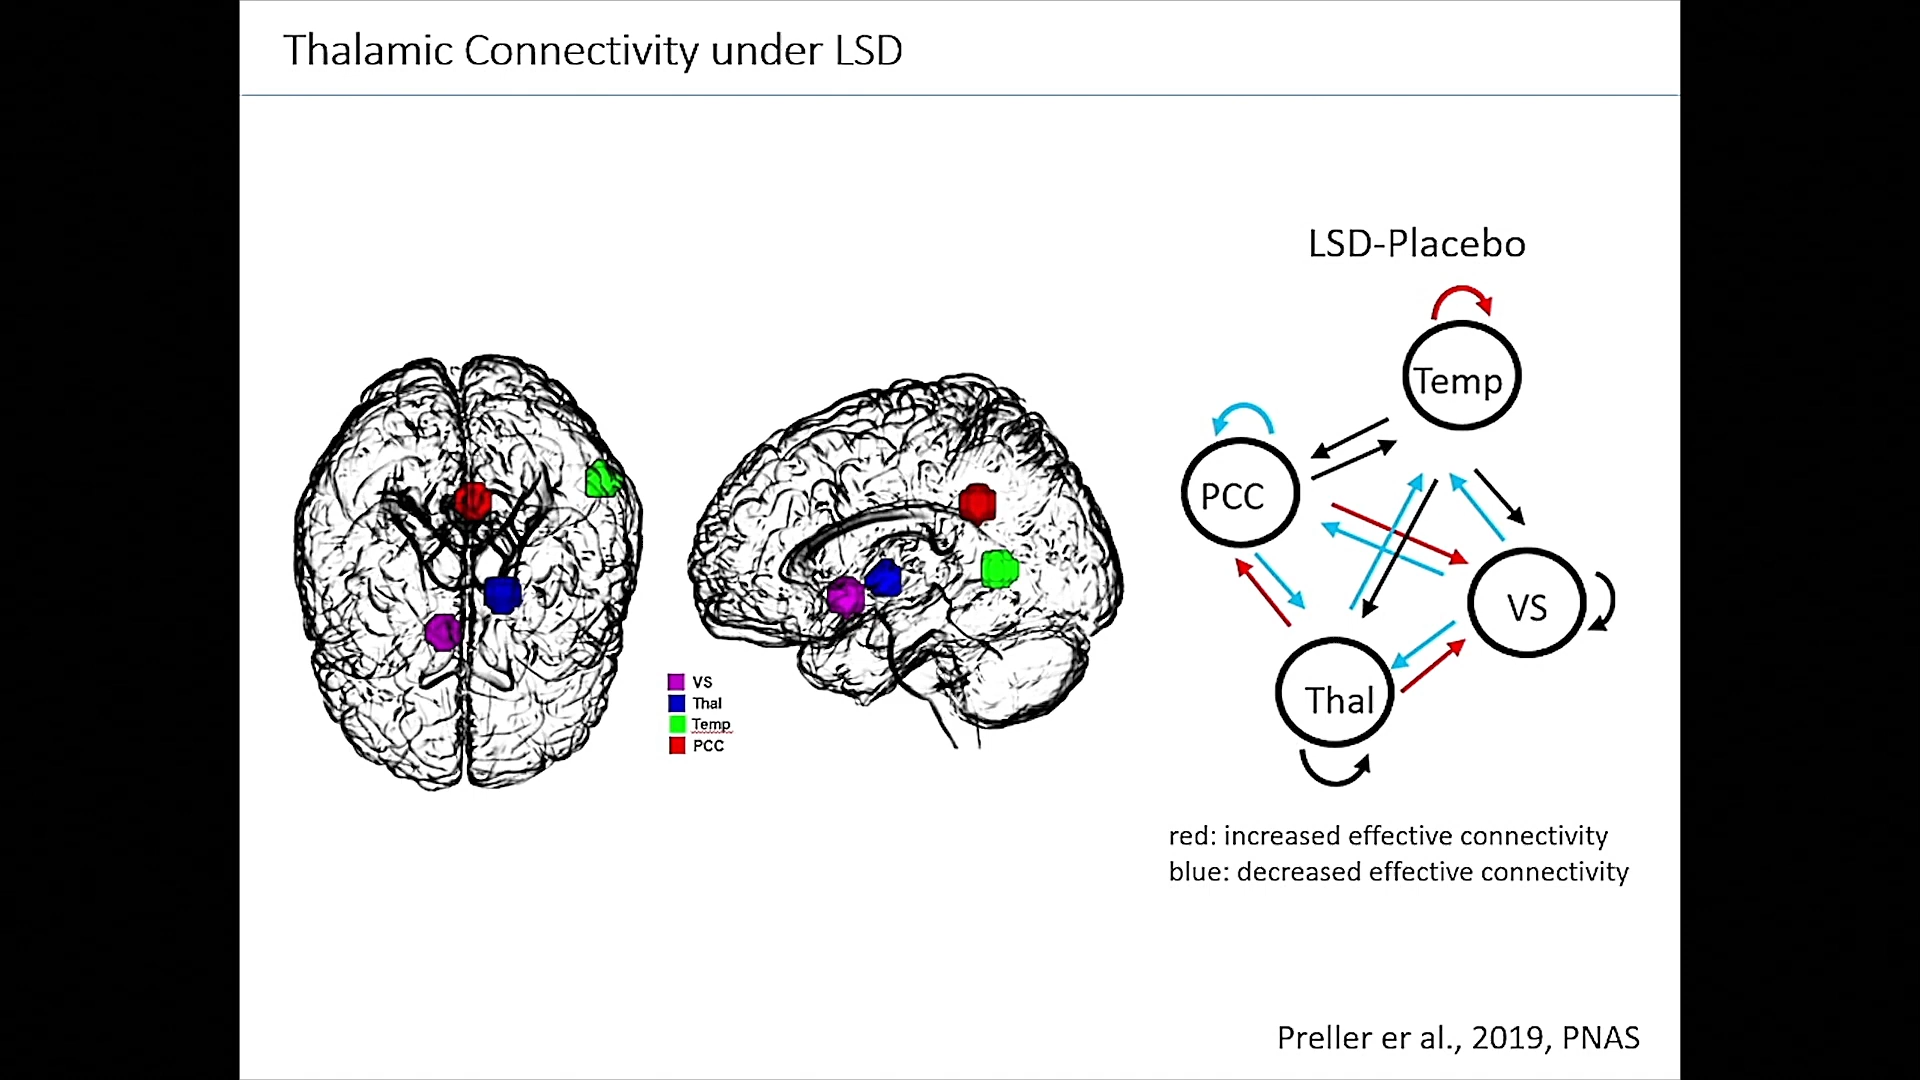 Thalamic Connectivity under LSD
LSD-Placebo
Temp
PCC
VS
Thal
VS
Thal
Temp
PCC
red: increased effective connectivity
blue: decreased effective connectivity
Preller er al., 2019, PNAS